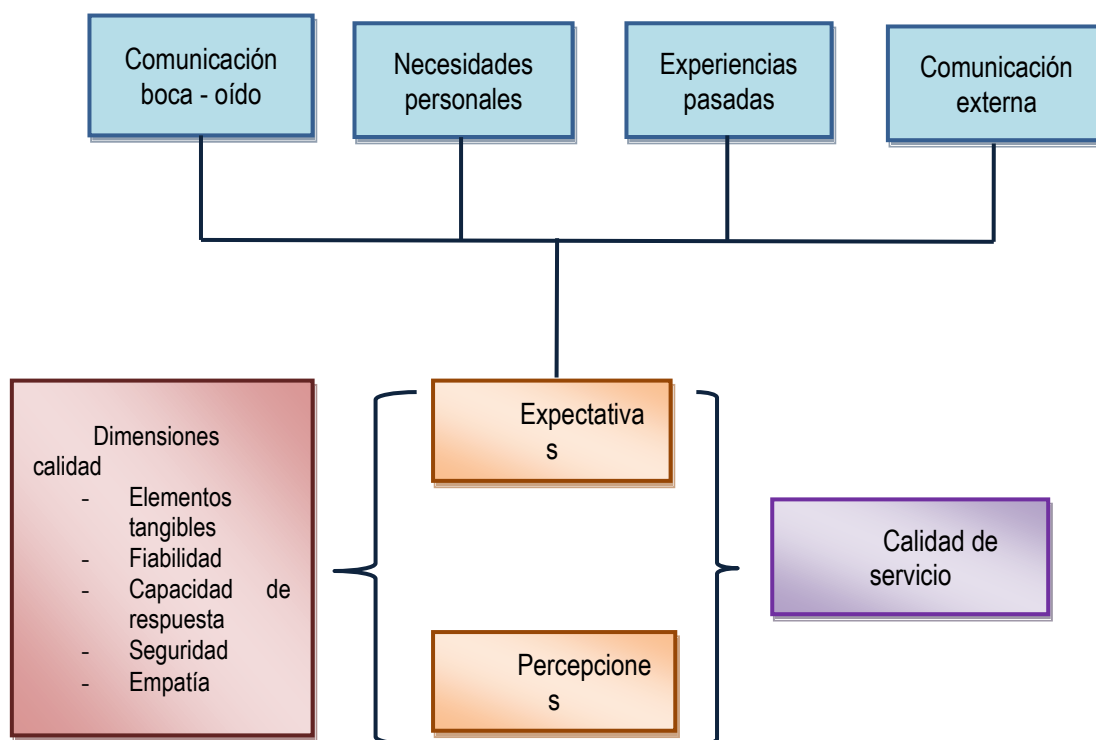 Comunicación
boca - oído
Necesidades
personales
Experiencias
pasadas
Comunicación
externa
Dimensiones
calidad
- Elementos
tangibles
- Fiabilidad
- Capacidad de
respuesta
- Seguridad
- Empatía
Expectativa
s
Percepcione
s
Calidad de
servicio